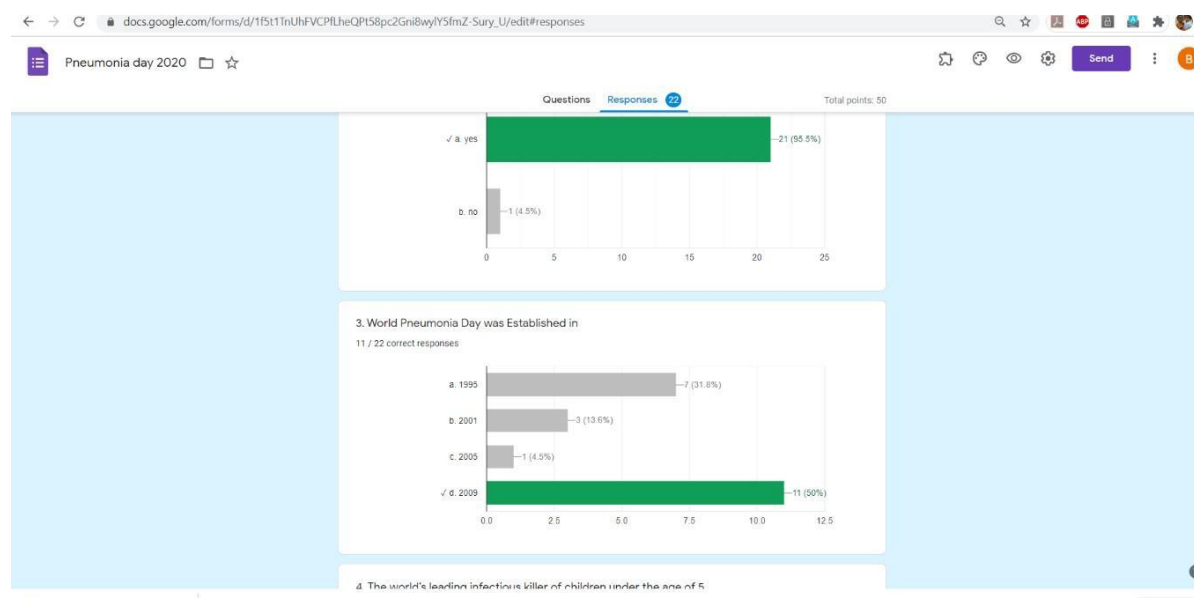 docs.google.com/forms/d/1f5t1TnUhFVCPfLheQPt58pc2Gni8wylY5fmZ-Sury_U/edit#responses
ABP
Pneumonia day 2020
Send
B
Questions Responses 22
Total points: 50
✓ a. yes
21 (95.5%)
b. no
1 (4.5%)
0 5 10 15 20 25
3. World Pneumonia Day was Established in
11 / 22 correct responses
a. 1995
7 (31.8%)
b. 2001
3 (13.6%)
c. 2005
1 (4.5%)
✓ d. 2009
11 (50%)
0.0 2.5 5.0 7.5 10.0 12.5
4. The world's leading infectious killer of children under the age of 5